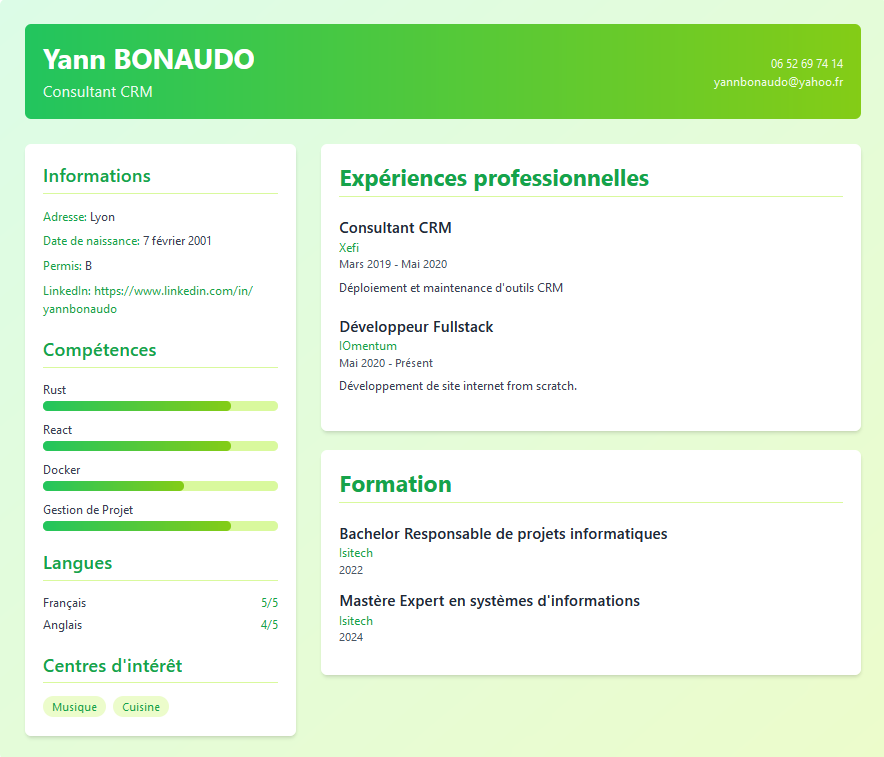 Yann BONAUDO
Consultant CRM
06 52 69 74 14
yannbonaudo@yahoo.fr
Informations
Adresse: Lyon
Date de naissance: 7 février 2001
Permis: B
LinkedIn: https://www.linkedin.com/in/
yannbonaudo
Compétences
Rust
React
Docker
Gestion de Projet
Langues
Français 5/5
Anglais 4/5
Centres d'intérêt
Musique Cuisine
Expériences professionnelles
Consultant CRM
Xefi
Mars 2019 - Mai 2020
Déploiement et maintenance d'outils CRM
Développeur Fullstack
IOmentum
Mai 2020 - Présent
Développement de site internet from scratch.
Formation
Bachelor Responsable de projets informatiques
Isitech
2022
Mastère Expert en systèmes d'informations
Isitech
2024